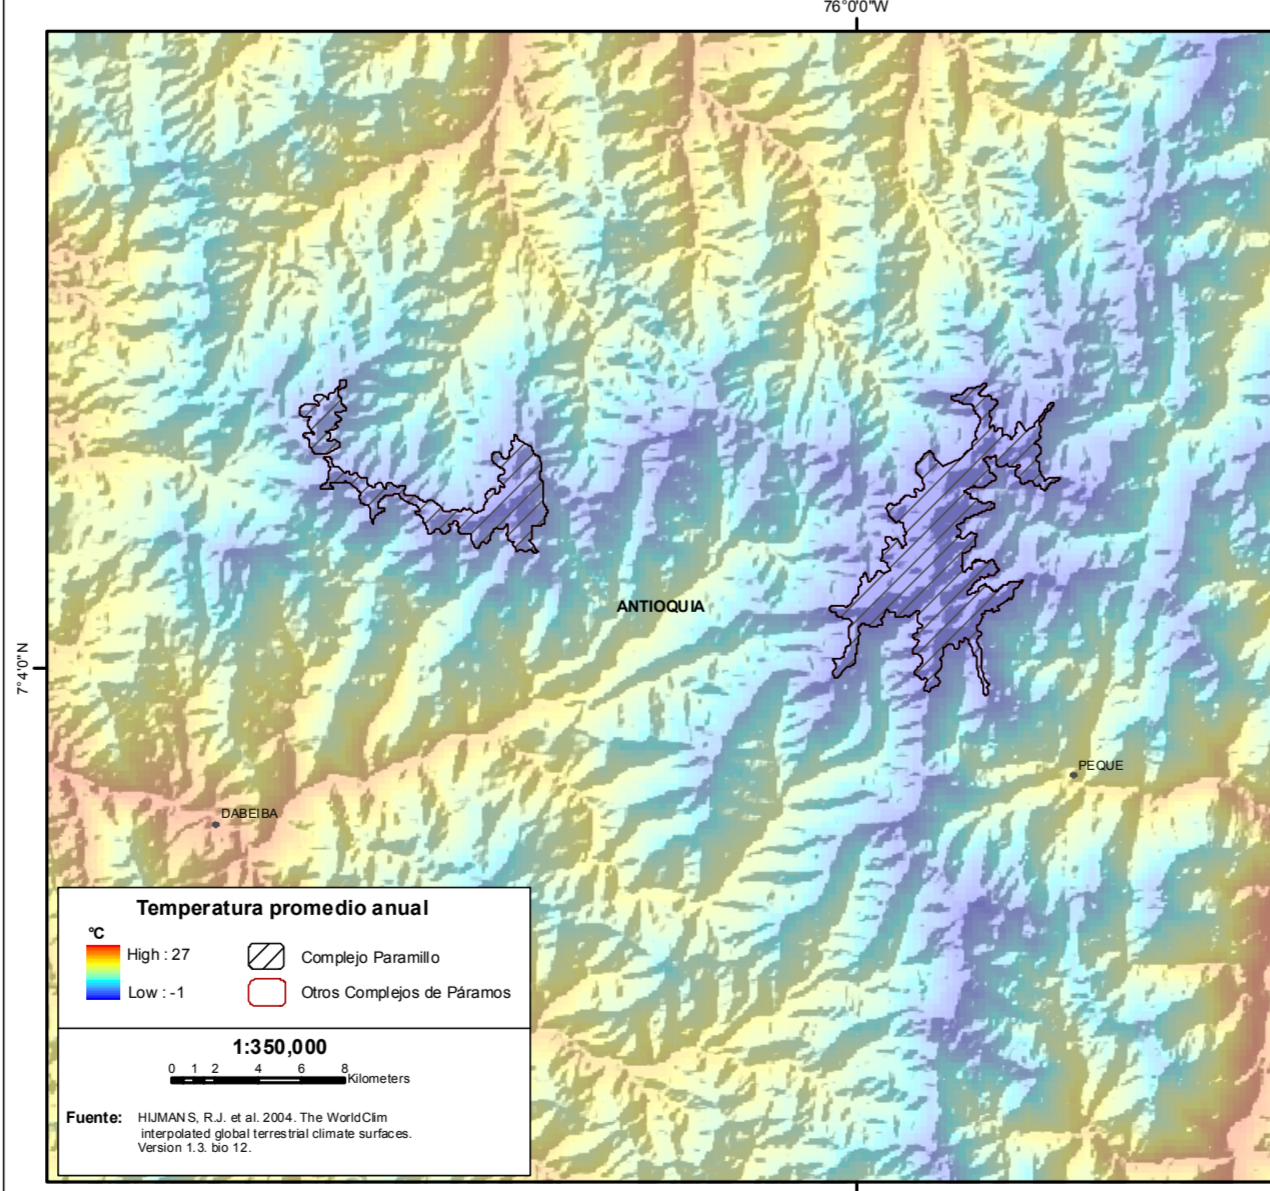 76°0'0"W
ANTIOQUIA
7°4'0"N
PEQUE
DABEIBA
Temperatura promedio anual
°C
High : 27
Low : -1
Complejo Paramillo
Otros Complejos de Páramos
1:350,000
0 1 2 4 6 8
Kilometers
Fuente: HIJMANS, R.J. et al. 2004. The WorldClim
interpolated global terrestrial climate surfaces.
Version 1.3. bio 12.